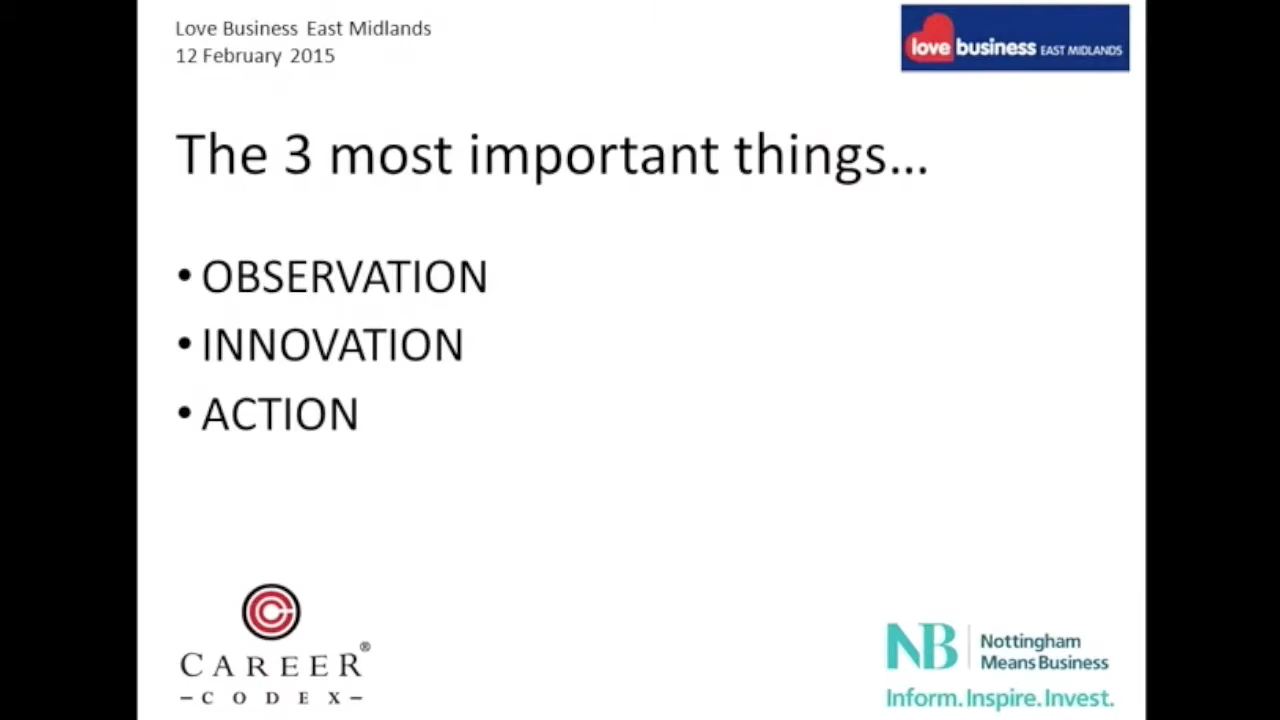 Love Business East Midlands
12 February 2015
love business EAST MIDLANDS
The 3 most important things...
• OBSERVATION
• INNOVATION
• ACTION
CAREER®
– C O D E X –
NB Nottingham
Means Business
Inform. Inspire. Invest.